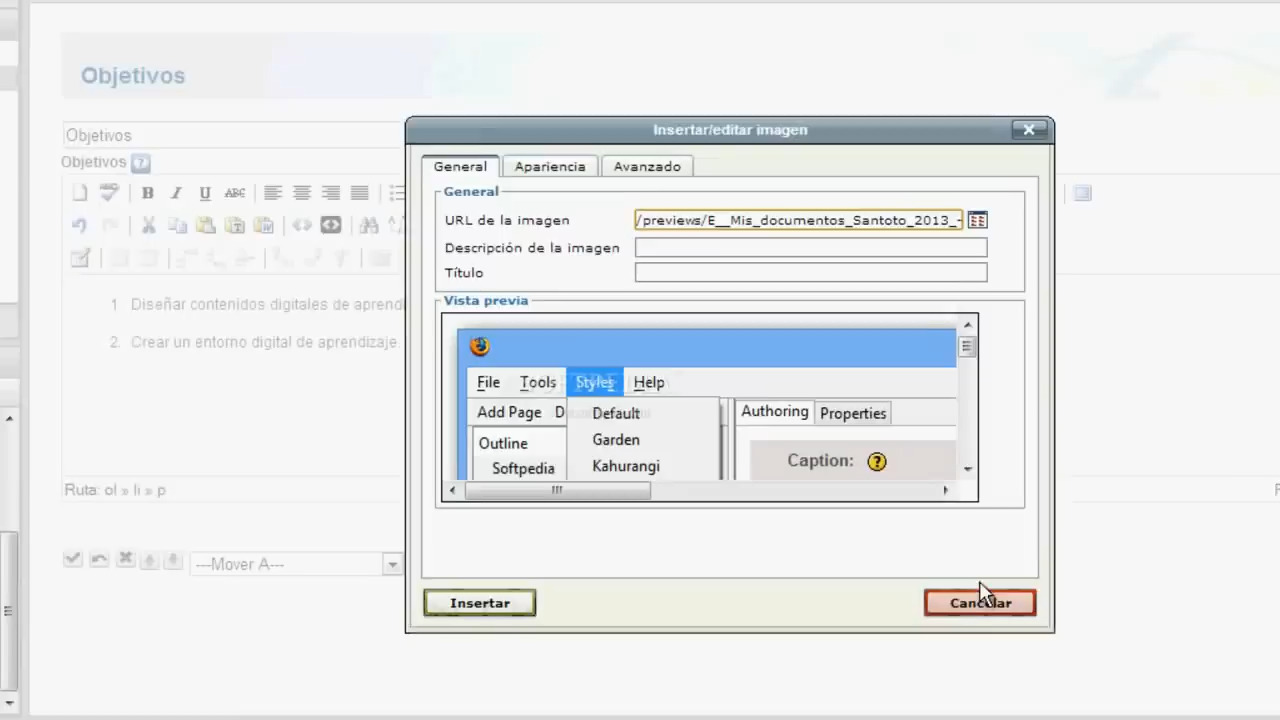 Objetivos
Objetivos
Objetivos
B I U ABC
1 Diseñar contenidos digitales de aprendi
2. Crear un entorno digital de aprendizaje.
Ruta: ol » li » p
---Mover A---
Insertar/editar imagen
General Apariencia Avanzado
General
URL de la imagen /previews/E__Mis_documentos_Santoto_2013_-
Descripción de la imagen
Título
Vista previa
File Tools Styles Help
Add Page D Default Authoring Properties
Outline Garden Caption: ?
Softpedia Kahurangi
Insertar Cancelar